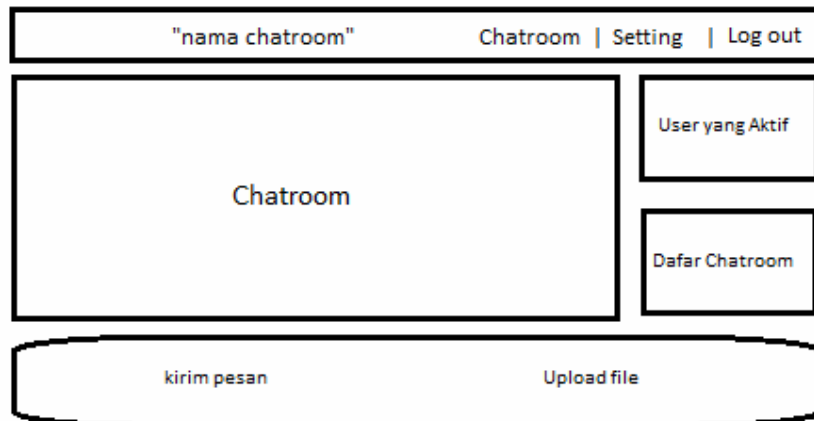 "nama chatroom" Chatroom | Setting | Log out
Chatroom
User yang Aktif
Dafar Chatroom
kirim pesan Upload file